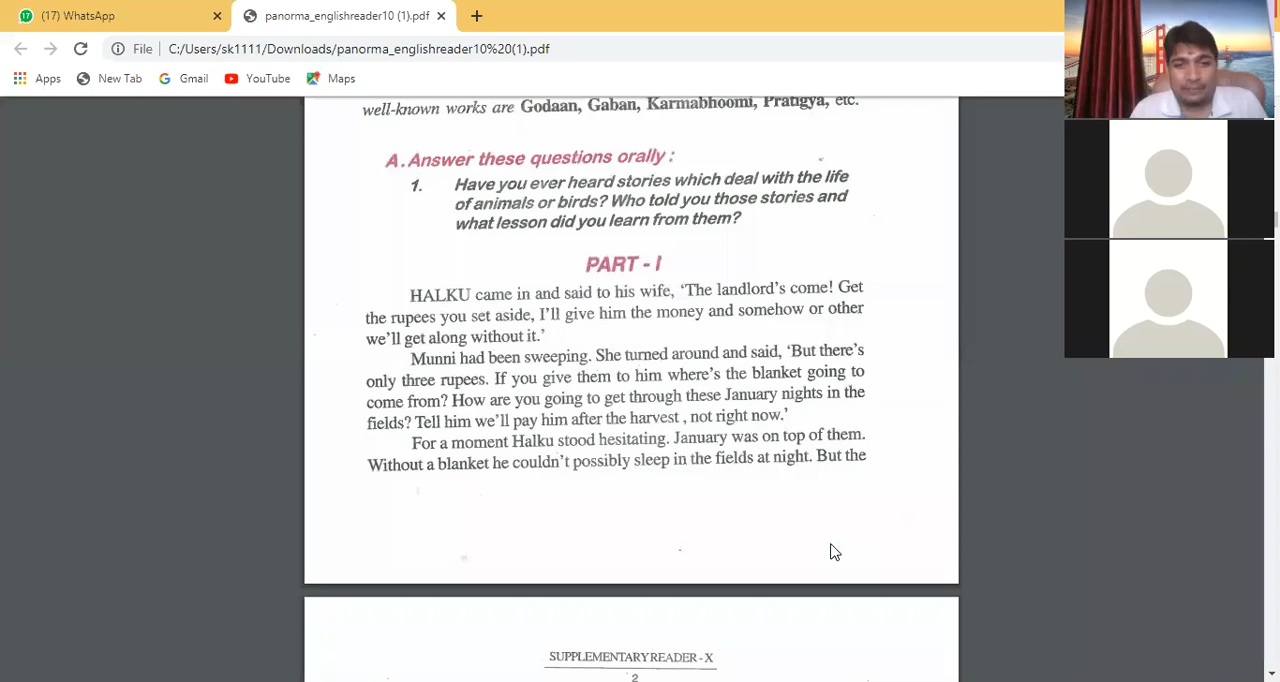 (17) WhatsApp
panorma_englishreader10 (1).pdf
File
C:/Users/sk1111/Downloads/panorma_englishreader10%20(1).pdf
Apps
New Tab
Gmail
YouTube
Maps
well-known works are Godaan, Gaban, Karmabhoomi, Pratigya, etc.
A. Answer these questions orally :
1. Have you ever heard stories which deal with the life
of animals or birds? Who told you those stories and
what lesson did you learn from them?
PART - I
HALKU came in and said to his wife, 'The landlord's come! Get
the rupees you set aside, I'll give him the money and somehow or other
we'll get along without it.'
Munni had been sweeping. She turned around and said, 'But there's
only three rupees. If you give them to him where's the blanket going to
come from? How are you going to get through these January nights in the
fields? Tell him we'll pay him after the harvest , not right now.'
For a moment Halku stood hesitating. January was on top of them.
Without a blanket he couldn't possibly sleep in the fields at night. But the
SUPPLEMENTARY READER - X
2